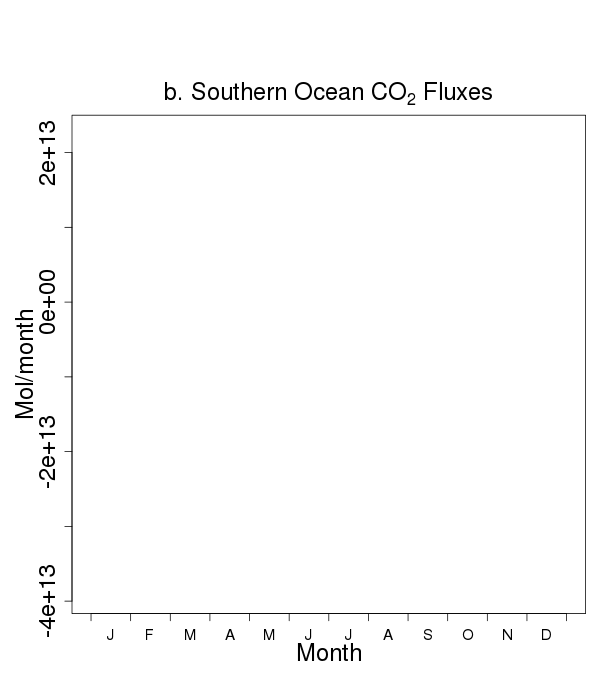 b. Southern Ocean CO₂ Fluxes
2e+13
0e+00
-2e+13
-4e+13
Mol/month
J F M A M J J A S O N D
Month